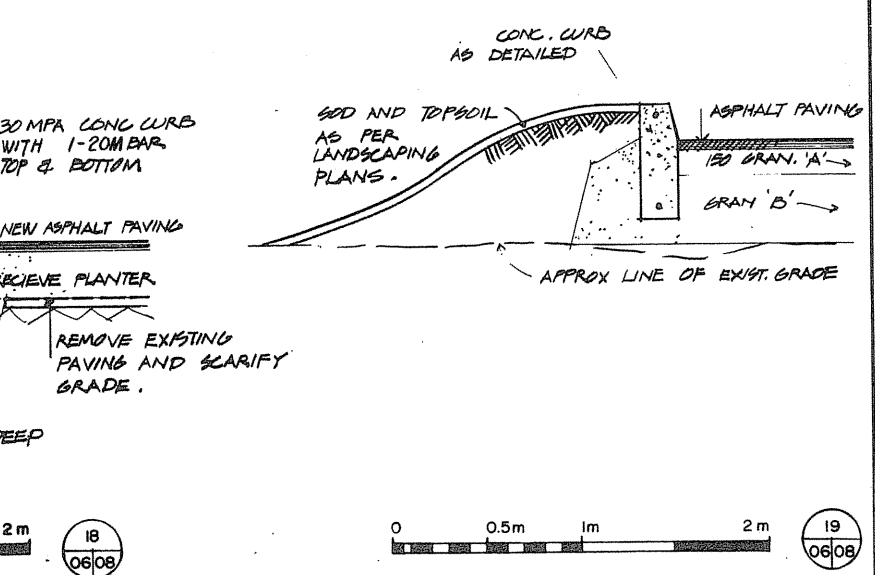 CONC. CURB
AS DETAILED
30 MPA CONC CURB
WITH 1-20M BAR
TOP & BOTTOM
SOD AND TOPSOIL
AS PER
LANDSCAPING
PLANS.
ASPHALT PAVING
150 GRAN. 'A'
GRAN 'B'
NEW ASPHALT PAVING
ECIEVE PLANTER
APPROX LINE OF EXIST. GRADE
REMOVE EXISTING
PAVING AND SCARIFY
GRADE.
EEP
2 m
18
06 08
0 0.5m 1m 2 m
19
06 08